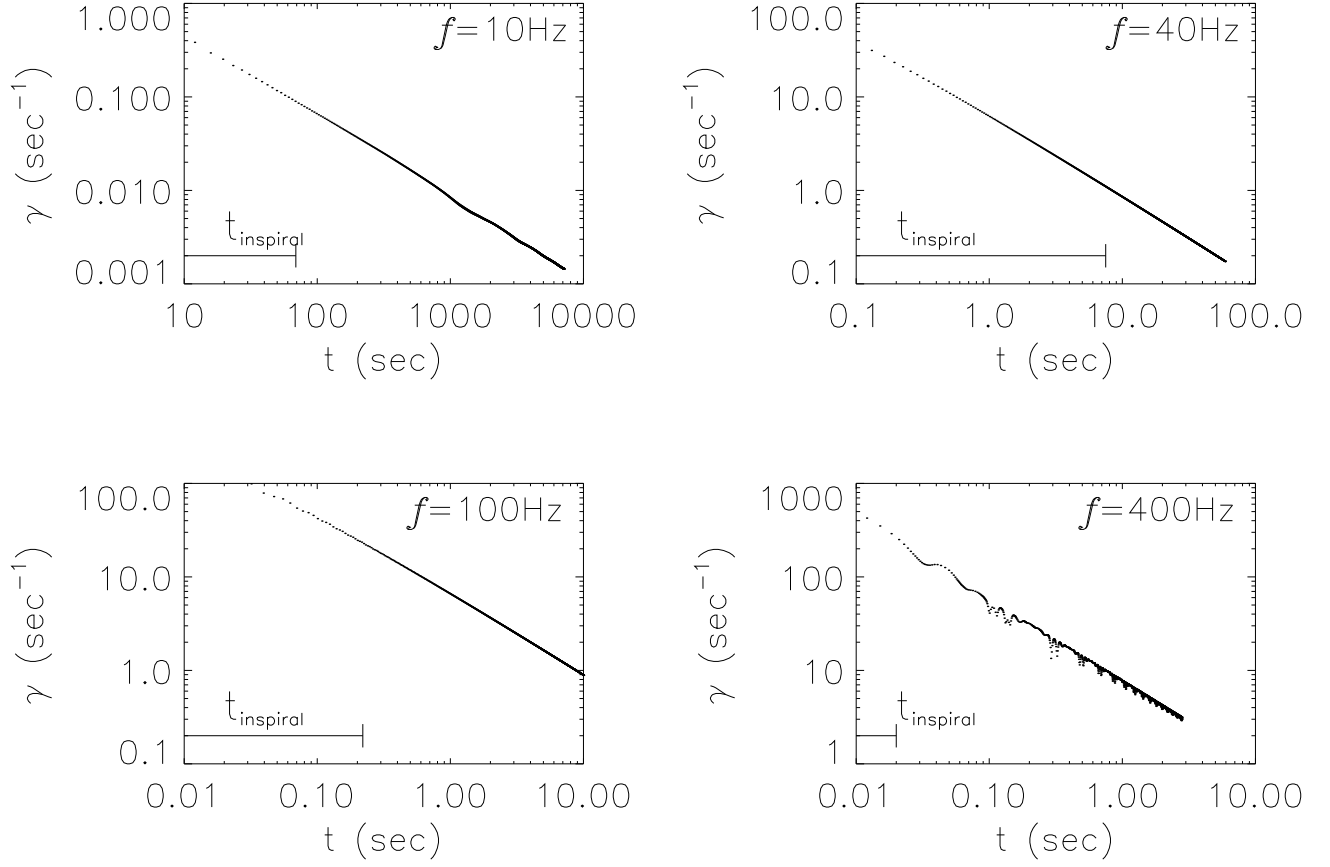 f=10Hz
1.000
0.100
0.010
0.001
γ (sec⁻¹)
t_inspiral
10 100 1000 10000
t (sec)
f=40Hz
40.0
100.0
10.0
1.0
0.1
γ (sec⁻¹)
t_inspiral
0.1 1.0 10.0 100.0
t (sec)
f=100Hz
100.0
10.0
1.0
0.1
γ (sec⁻¹)
t_inspiral
0.01 0.10 1.00 10.00
t (sec)
f=400Hz
1000
100
10
1
γ (sec⁻¹)
t_inspiral
0.01 0.10 1.00 10.00
t (sec)